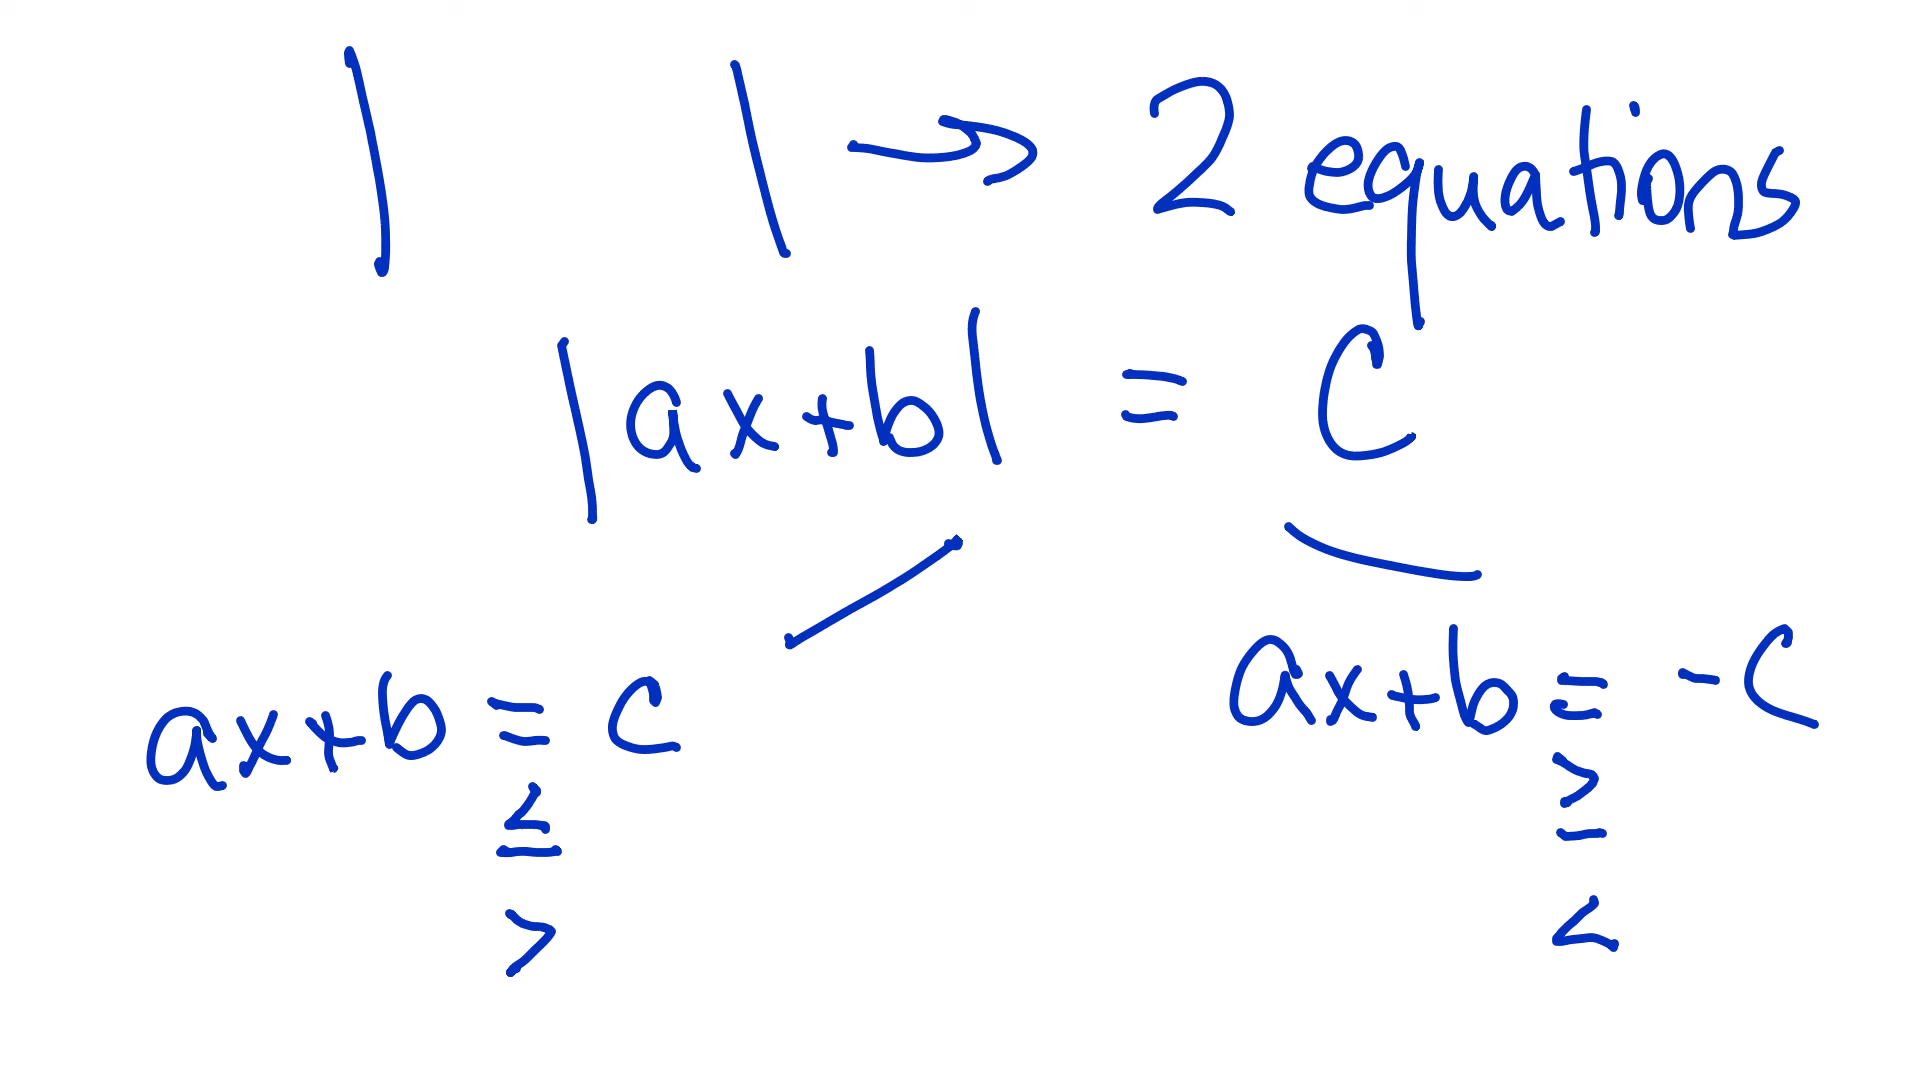 | | → 2 equations
|ax+b| = C
ax+b = C ax+b = -C
≤ ≥
> <